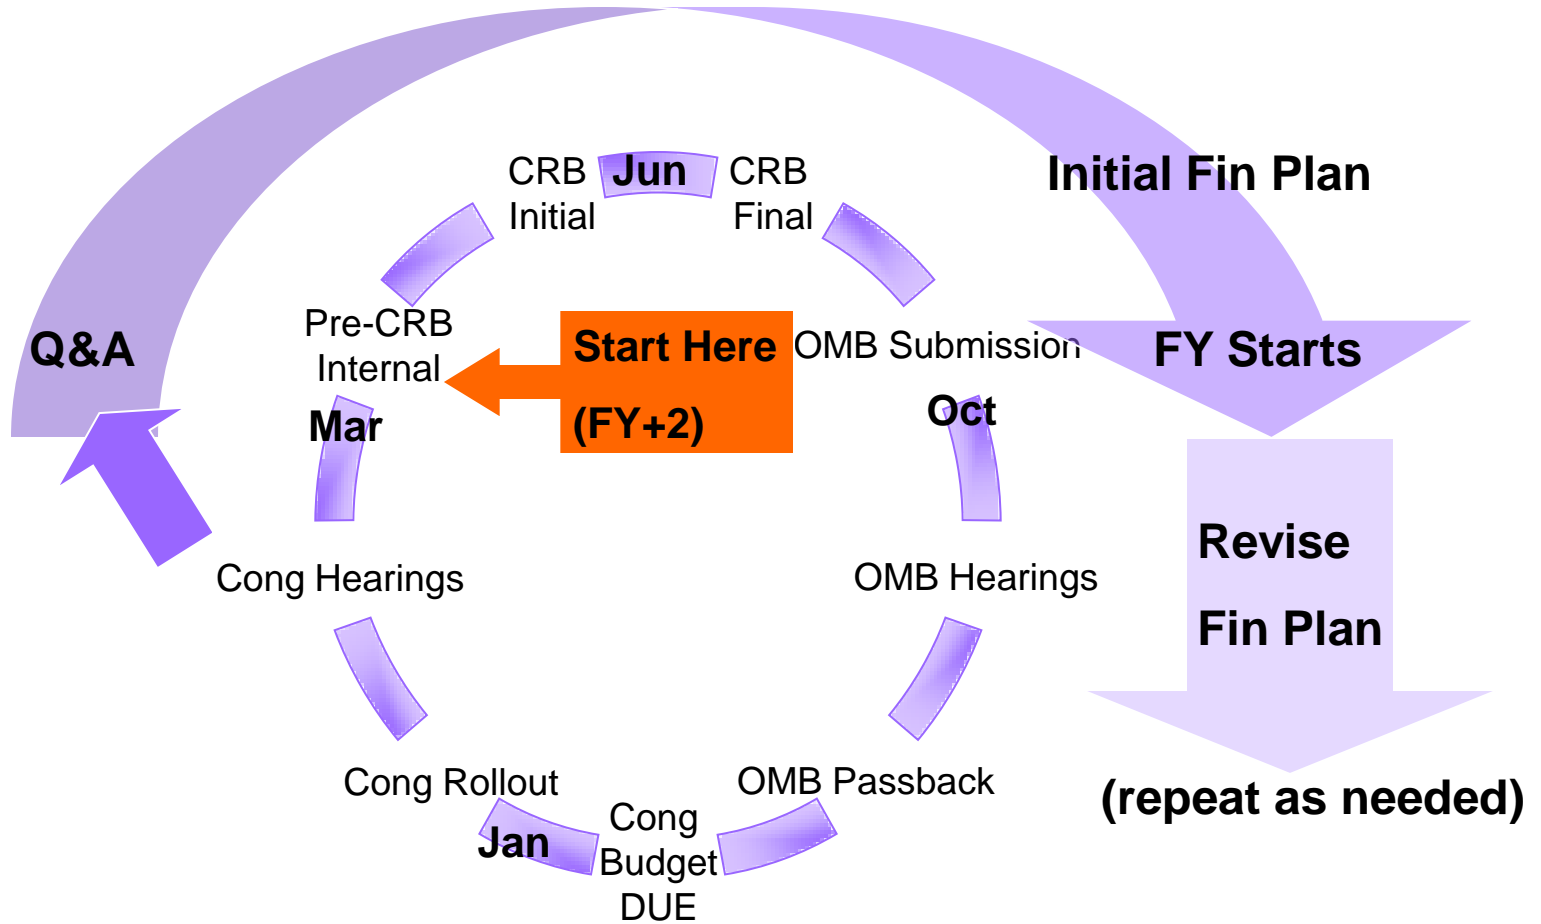 CRB
Initial
Jun
CRB
Final
Initial Fin Plan
Q&A
Pre-CRB
Internal
Start Here
(FY+2)
OMB Submission
FY Starts
Mar
Oct
Cong Hearings
OMB Hearings
Revise
Fin Plan
Cong Rollout
OMB Passback
(repeat as needed)
Jan
Cong
Budget
DUE